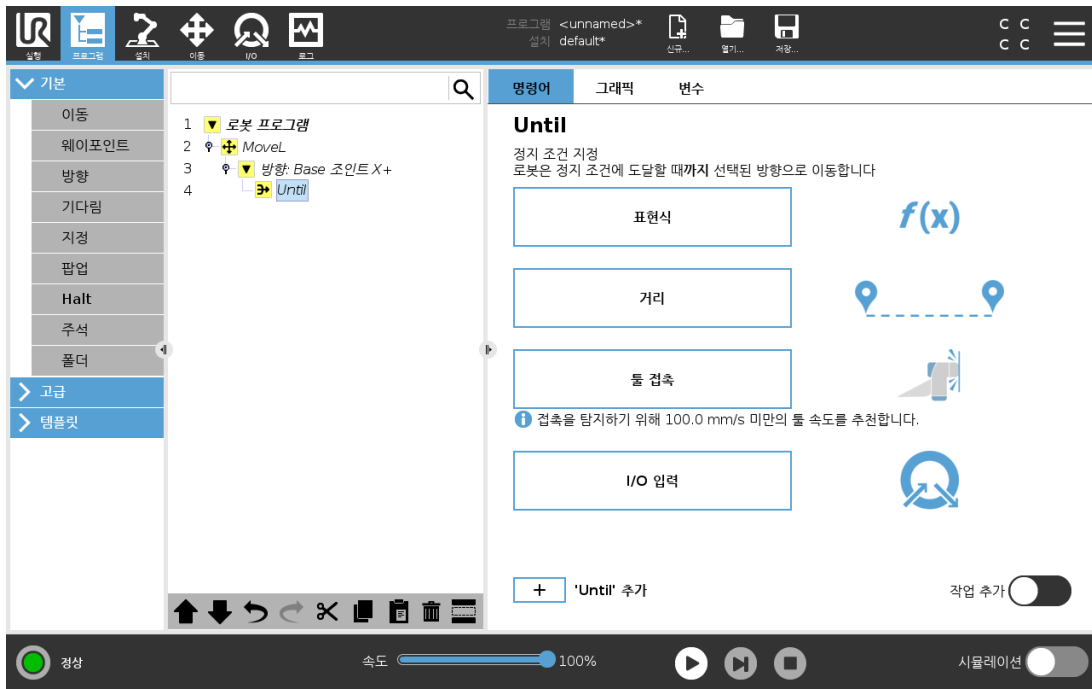 UR
실행
프로그램
설치
이동
I/O
로그
프로그램 <unnamed>*
설치 default*
신규...
열기...
저장...
C C
C C
기본
이동
웨이포인트
방향
기다림
지정
팝업
Halt
주석
폴더
고급
템플릿
1 로봇 프로그램
2 MoveL
3 방향: Base 조인트 X+
4 Until
명령어 그래픽 변수
Until
정지 조건 지정
로봇은 정지 조건에 도달할 때까지 선택된 방향으로 이동합니다
표현식
f(x)
거리
툴 접촉
접촉을 탐지하기 위해 100.0 mm/s 미만의 툴 속도를 추천합니다.
I/O 입력
+ 'Until' 추가
작업 추가
정상
속도 100%
시뮬레이션